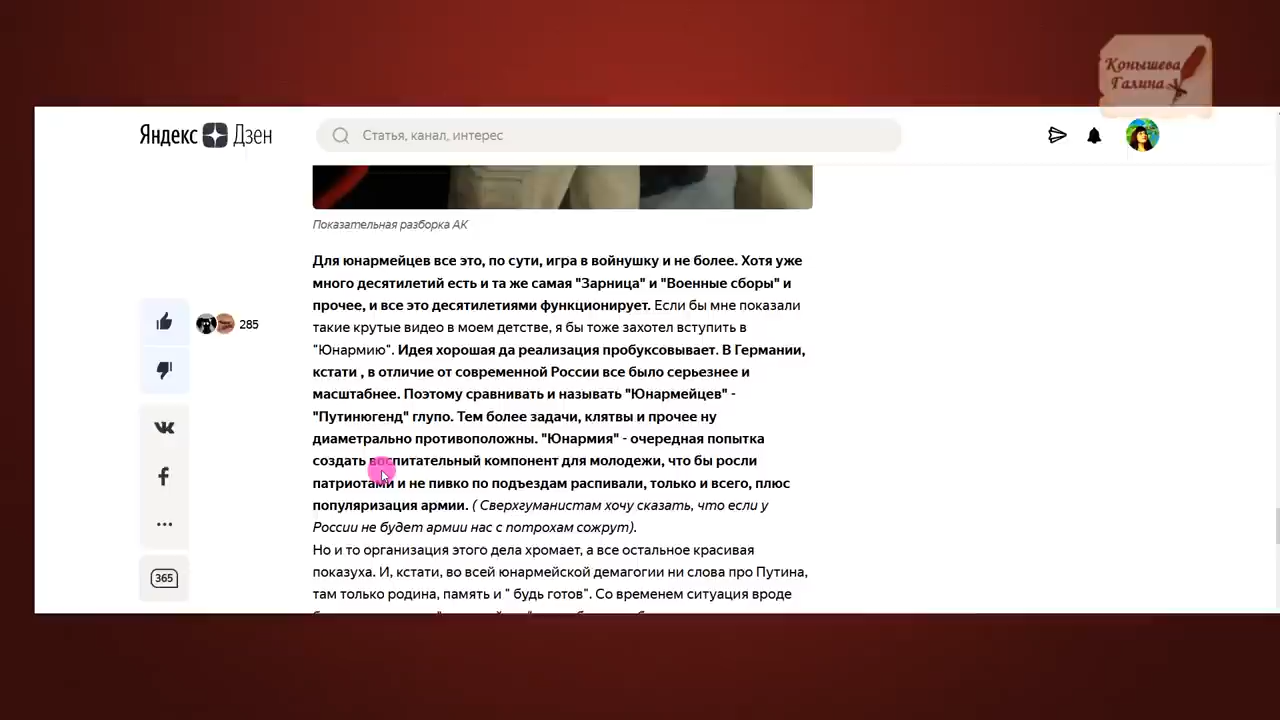 Конышева
Галина
Яндекс Дзен
Статья, канал, интерес
Показательная разборка АК
Для юнармейцев все это, по сути, игра в войнушку и не более. Хотя уже
много десятилетий есть и та же самая "Зарница" и "Военные сборы" и
прочее, и все это десятилетиями функционирует. Если бы мне показали
такие крутые видео в моем детстве, я бы тоже захотел вступить в
"Юнармию". Идея хорошая да реализация пробуксовывает. В Германии,
кстати , в отличие от современной России все было серьезнее и
масштабнее. Поэтому сравнивать и называть "Юнармейцев" -
"Путинюгенд" глупо. Тем более задачи, клятвы и прочее ну
диаметрально противоположны. "Юнармия" - очередная попытка
создать воспитательный компонент для молодежи, что бы росли
патриотами и не пивко по подъездам распивали, только и всего, плюс
популяризация армии. ( Сверхгуманистам хочу сказать, что если у
России не будет армии нас с потрохам сожрут).
Но и то организация этого дела хромает, а все остальное красивая
показуха. И, кстати, во всей юнармейской демагогии ни слова про Путина,
там только родина, память и " будь готов". Со временем ситуация вроде
285
365